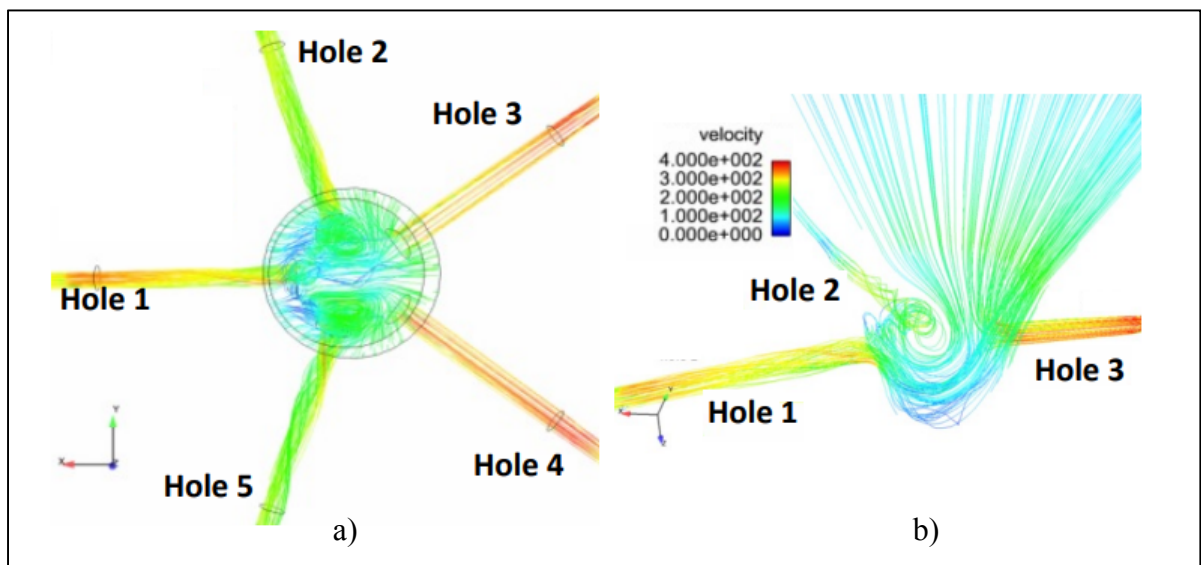 Hole 2
Hole 3
Hole 1
Hole 4
Hole 5
Y
X
a)
velocity
4.000e+002
3.000e+002
2.000e+002
1.000e+002
0.000e+000
Hole 2
Hole 3
Hole 1
X
Y
Z
b)